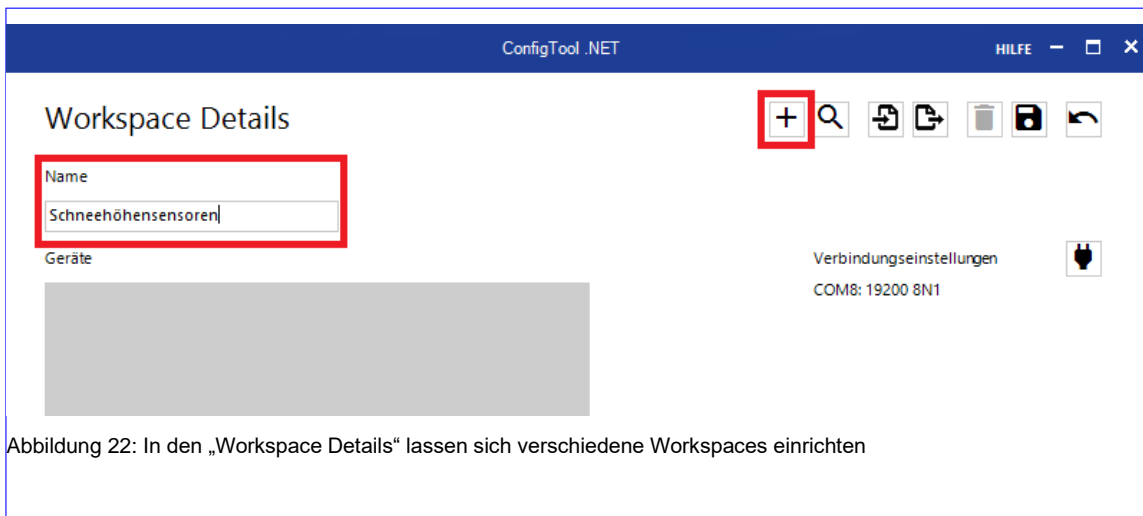 ConfigTool .NET
HILFE
Workspace Details
Name
Schneehöhensensoren
Geräte
Verbindungseinstellungen
COM8: 19200 8N1
Abbildung 22: In den „Workspace Details“ lassen sich verschiedene Workspaces einrichten